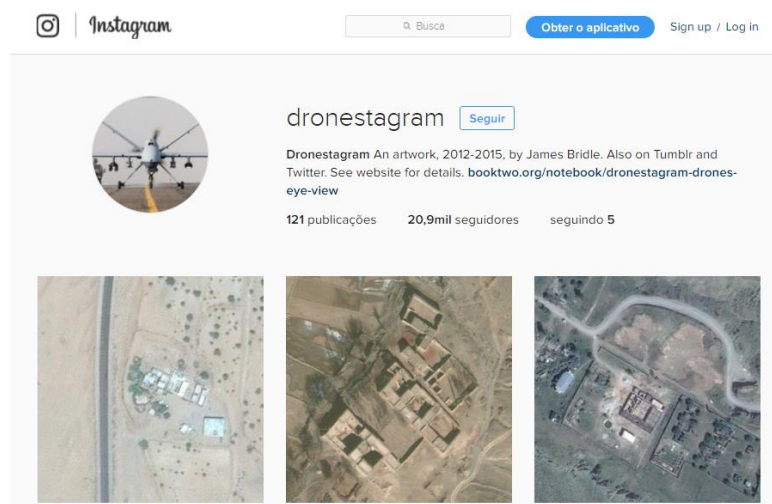 Instagram
Busca
Obter o aplicativo
Sign up / Log in
dronestagram
Seguir
Dronestagram An artwork, 2012-2015, by James Bridle. Also on Tumblr and
Twitter. See website for details. booktwo.org/notebook/dronestagram-drones-
eye-view
121 publicações 20,9mil seguidores seguindo 5